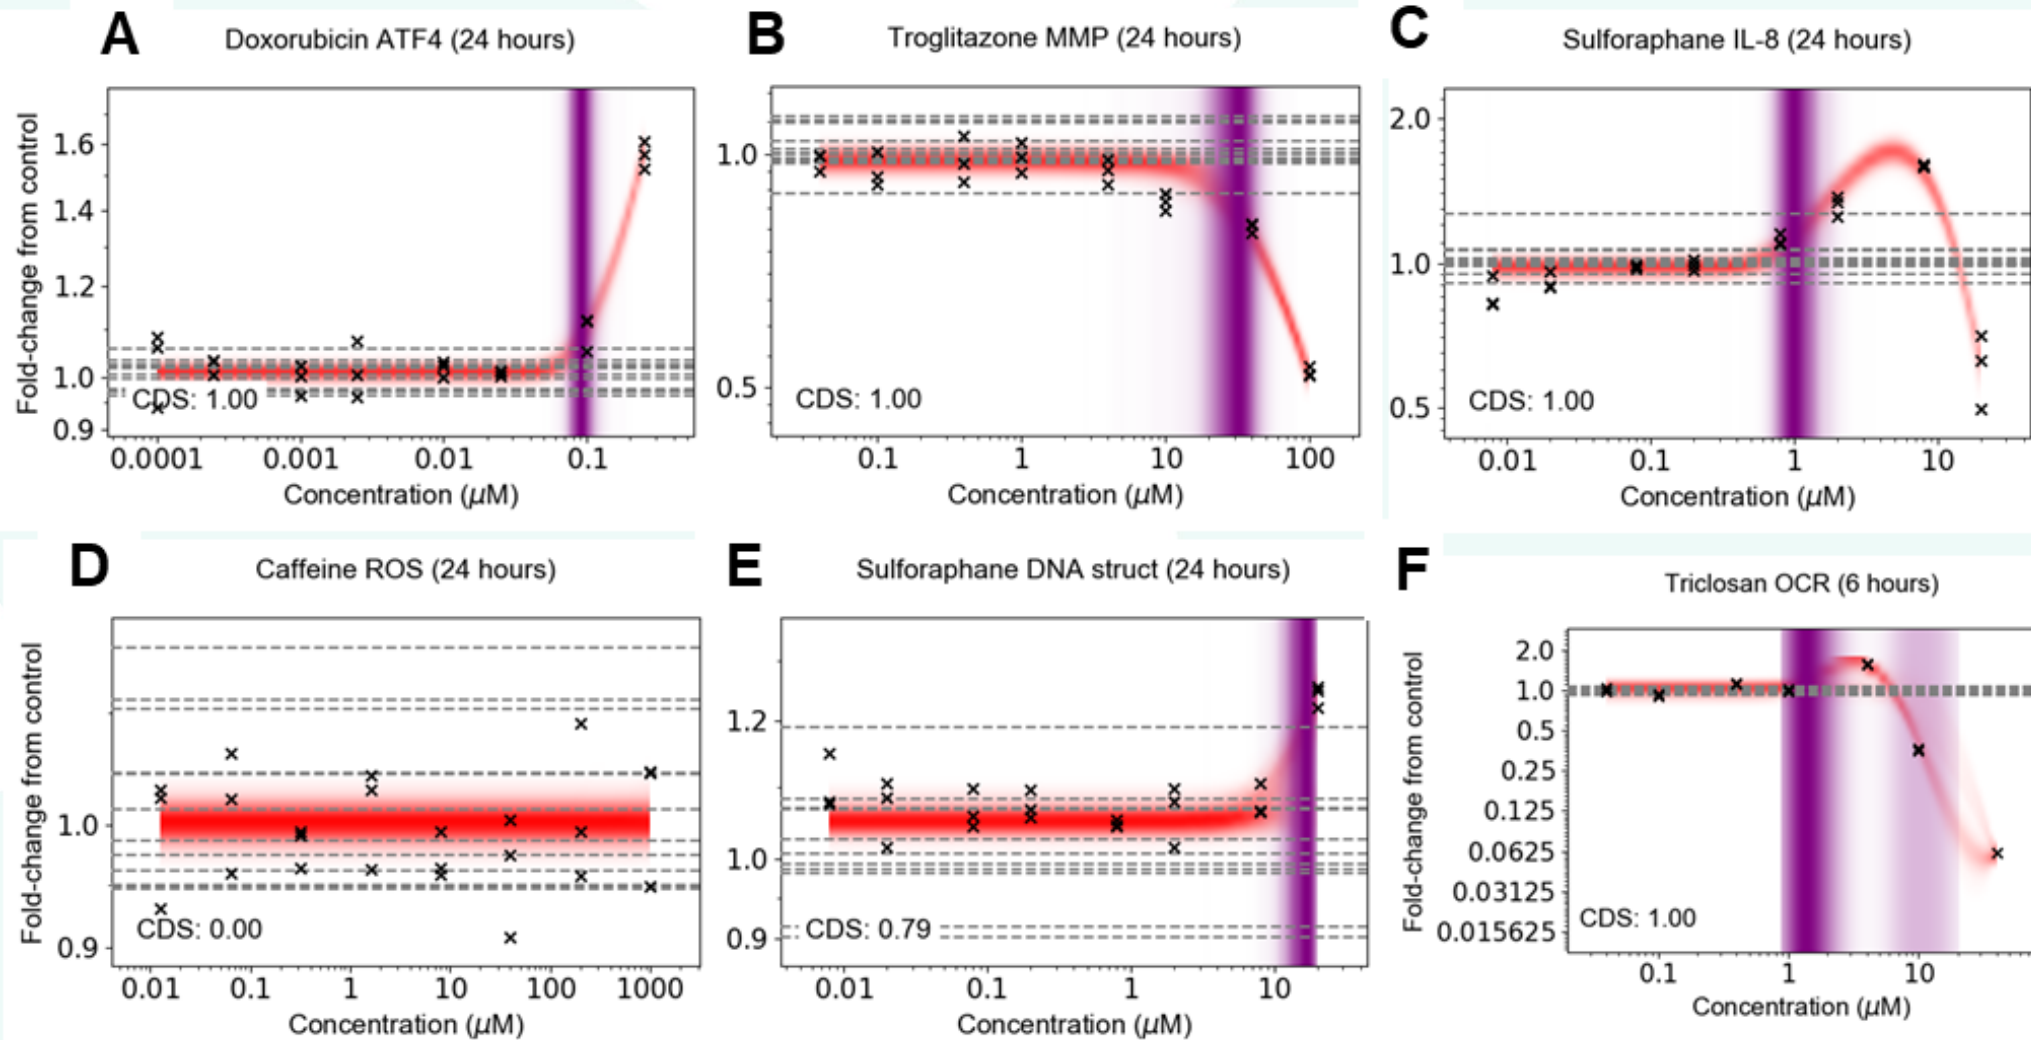 A
Doxorubicin ATF4 (24 hours)
Fold-change from control
1.6
1.4
1.2
1.0
0.9
CDS: 1.00
0.0001 0.001 0.01 0.1
Concentration (μM)
B
Troglitazone MMP (24 hours)
1.0
0.5
CDS: 1.00
0.1 1 10 100
Concentration (μM)
C
Sulforaphane IL-8 (24 hours)
2.0
1.0
0.5
CDS: 1.00
0.01 0.1 1 10
Concentration (μM)
D
Caffeine ROS (24 hours)
Fold-change from control
1.0
0.9
CDS: 0.00
0.01 0.1 1 10 100 1000
Concentration (μM)
E
Sulforaphane DNA struct (24 hours)
1.2
1.0
0.9
CDS: 0.79
0.01 0.1 1 10
Concentration (μM)
F
Triclosan OCR (6 hours)
Fold-change from control
2.0
1.0
0.5
0.25
0.125
0.0625
0.03125
0.015625
CDS: 1.00
0.1 1 10
Concentration (μM)